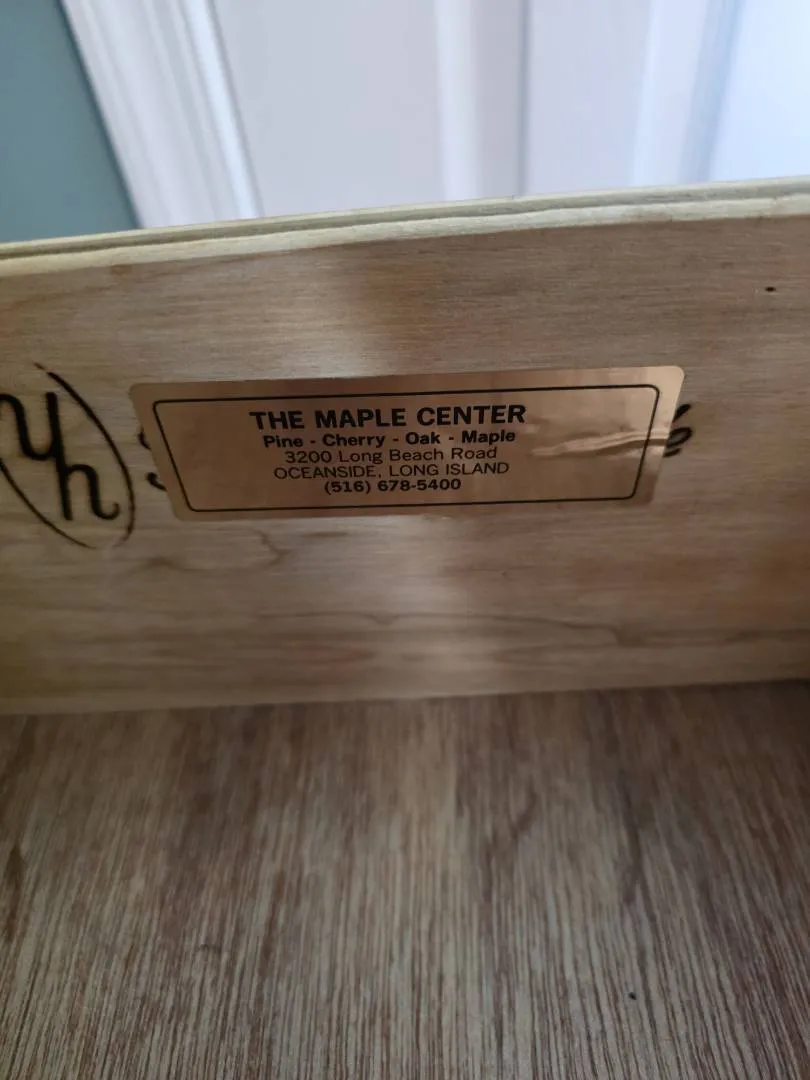 THE MAPLE CENTER
Pine - Cherry - Oak - Maple
3200 Long Beach Road
OCEANSIDE, LONG ISLAND
(516) 678-5400